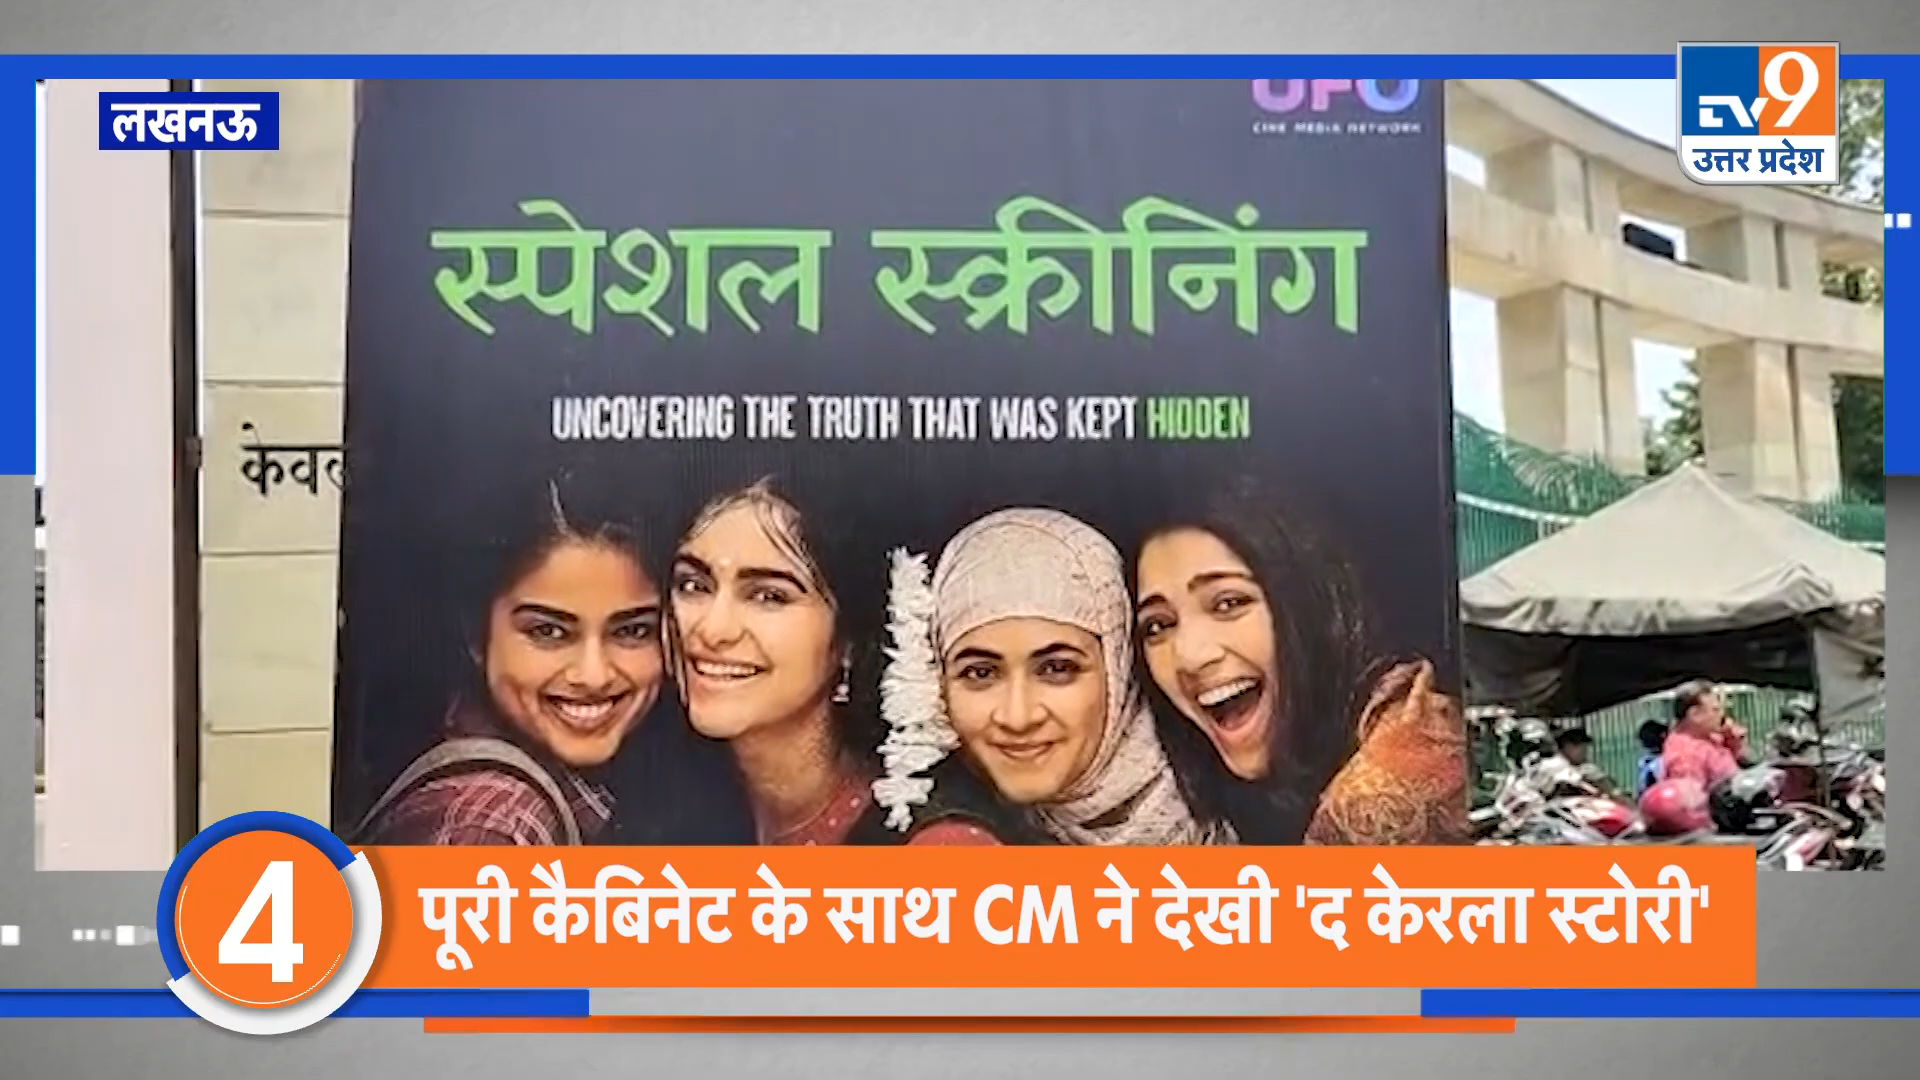 लखनऊ
TV9
उत्तर प्रदेश
UFO
CINE MEDIA NETWORK
स्पेशल स्क्रीनिंग
UNCOVERING THE TRUTH THAT WAS KEPT HIDDEN
4
पूरी कैबिनेट के साथ CM ने देखी 'द केरला स्टोरी'